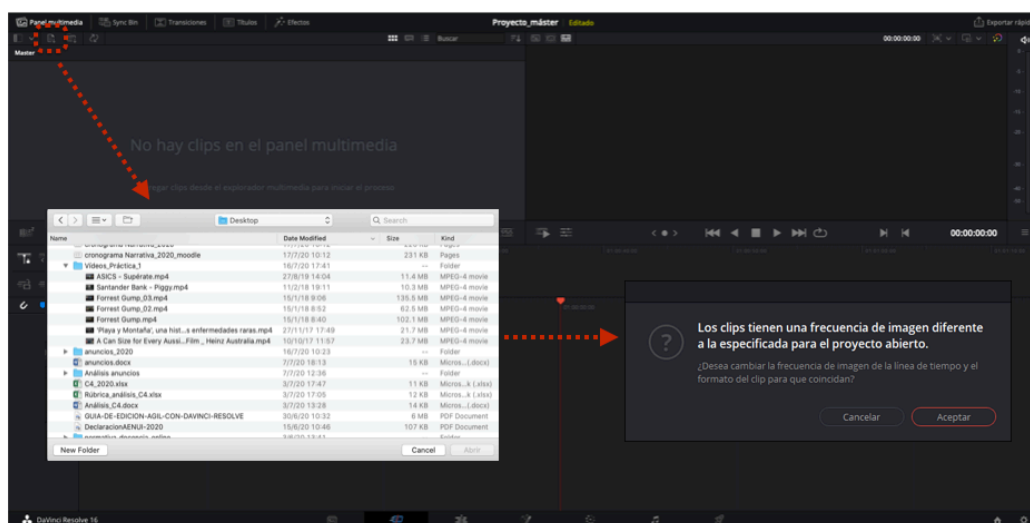 Panel multimedia Sync Bin Transiciones Títulos Efectos Proyecto_máster Editado Exportar rápid
Buscar 00:00:00:00
Master
No hay clips en el panel multimedia
regar clips desde el explorador multimedia para iniciar el proceso
Desktop Search
Name Date Modified Size Kind
cronograma Narrativa_2020_moodle 17/7/20 10:12 231 KB Pages
Vídeos_Práctica_1 16/7/20 17:41 -- Folder
ASICS - Supérate.mp4 27/8/19 14:04 11.4 MB MPEG-4 movie
Santander Bank - Piggy.mp4 11/2/18 19:11 10.3 MB MPEG-4 movie
Forrest Gump_03.mp4 15/1/18 9:06 135.5 MB MPEG-4 movie
Forrest Gump_02.mp4 15/1/18 8:52 62.5 MB MPEG-4 movie
Forrest Gump.mp4 15/1/18 8:40 102.1 MB MPEG-4 movie
'Playa y Montaña', una hist...s enfermedades raras.mp4 27/11/17 17:49 21.7 MB MPEG-4 movie
A Can Size for Every Aussi...Film _ Heinz Australia.mp4 10/10/17 11:57 23.7 MB MPEG-4 movie
anuncios_2020 16/7/20 10:23 -- Folder
anuncios.docx 7/7/20 18:13 15 KB Micros...(.docx)
Análisis anuncios 7/7/20 12:36 -- Folder
C4_2020.xlsx 3/7/20 17:47 11 KB Micros...k (.xlsx)
Rúbrica_análisis_C4.xlsx 3/7/20 17:05 12 KB Micros...k (.xlsx)
Análisis_C4.docx 3/7/20 13:28 14 KB Micros...(.docx)
GUIA-DE-EDICION-AGIL-CON-DAVINCI-RESOLVE 30/6/20 10:32 6 MB PDF Document
DeclaracionAENUI-2020 15/6/20 10:46 107 KB PDF Document
New Folder Cancel Abrir
00:00:00:00
Los clips tienen una frecuencia de imagen diferente
a la especificada para el proyecto abierto.
¿Desea cambiar la frecuencia de imagen de la línea de tiempo y el
formato del clip para que coincidan?
Cancelar Aceptar
DaVinci Resolve 16